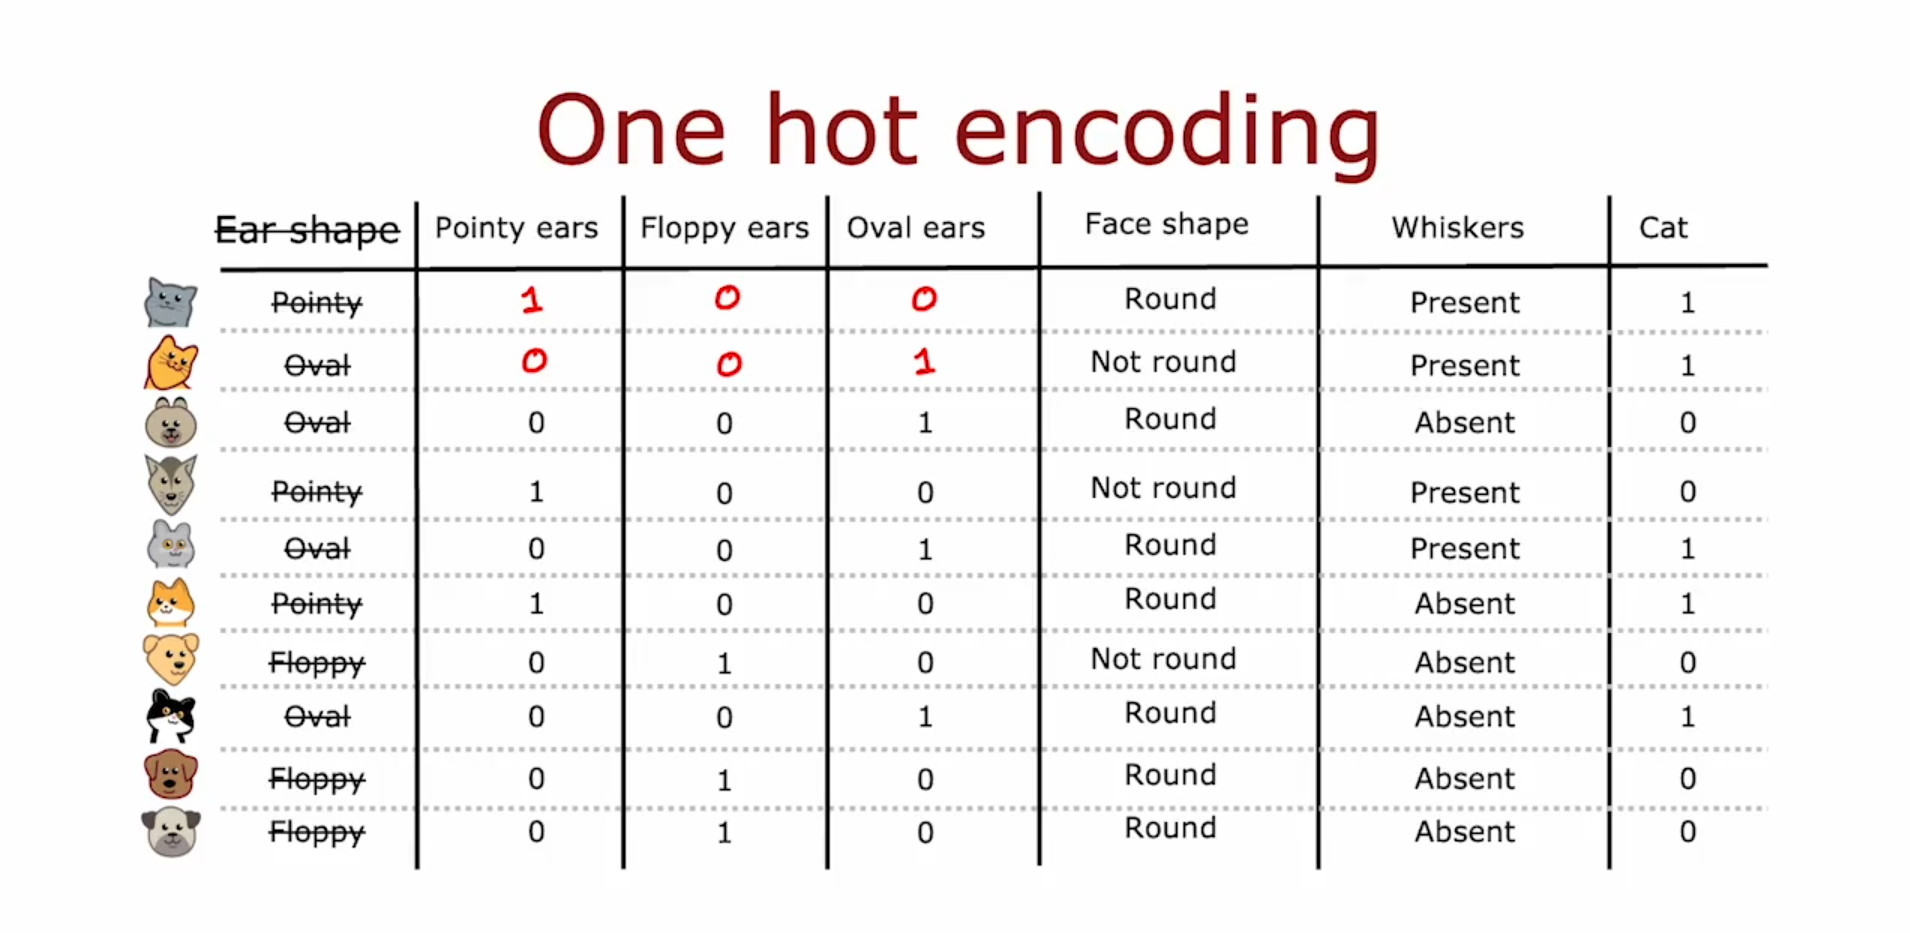 One hot encoding
Ear shape Pointy ears Floppy ears Oval ears Face shape Whiskers Cat
Pointy 1 0 0 Round Present 1
Oval 0 0 1 Not round Present 1
Oval 0 0 1 Round Absent 0
Pointy 1 0 0 Not round Present 0
Oval 0 0 1 Round Present 1
Pointy 1 0 0 Round Absent 1
Floppy 0 1 0 Not round Absent 0
Oval 0 0 1 Round Absent 1
Floppy 0 1 0 Round Absent 0
Floppy 0 1 0 Round Absent 0